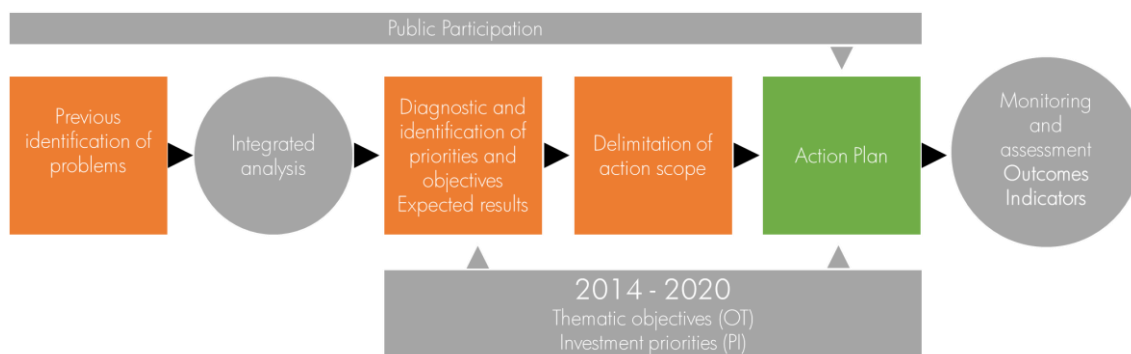 Public Participation
Previous
identification of
problems
Integrated
analysis
Diagnostic and
identification of
priorities and
objectives
Expected results
Delimitation of
action scope
Action Plan
Monitoring
and
assessment
Outcomes
Indicators
2014 - 2020
Thematic objectives (OT)
Investment priorities (PI)